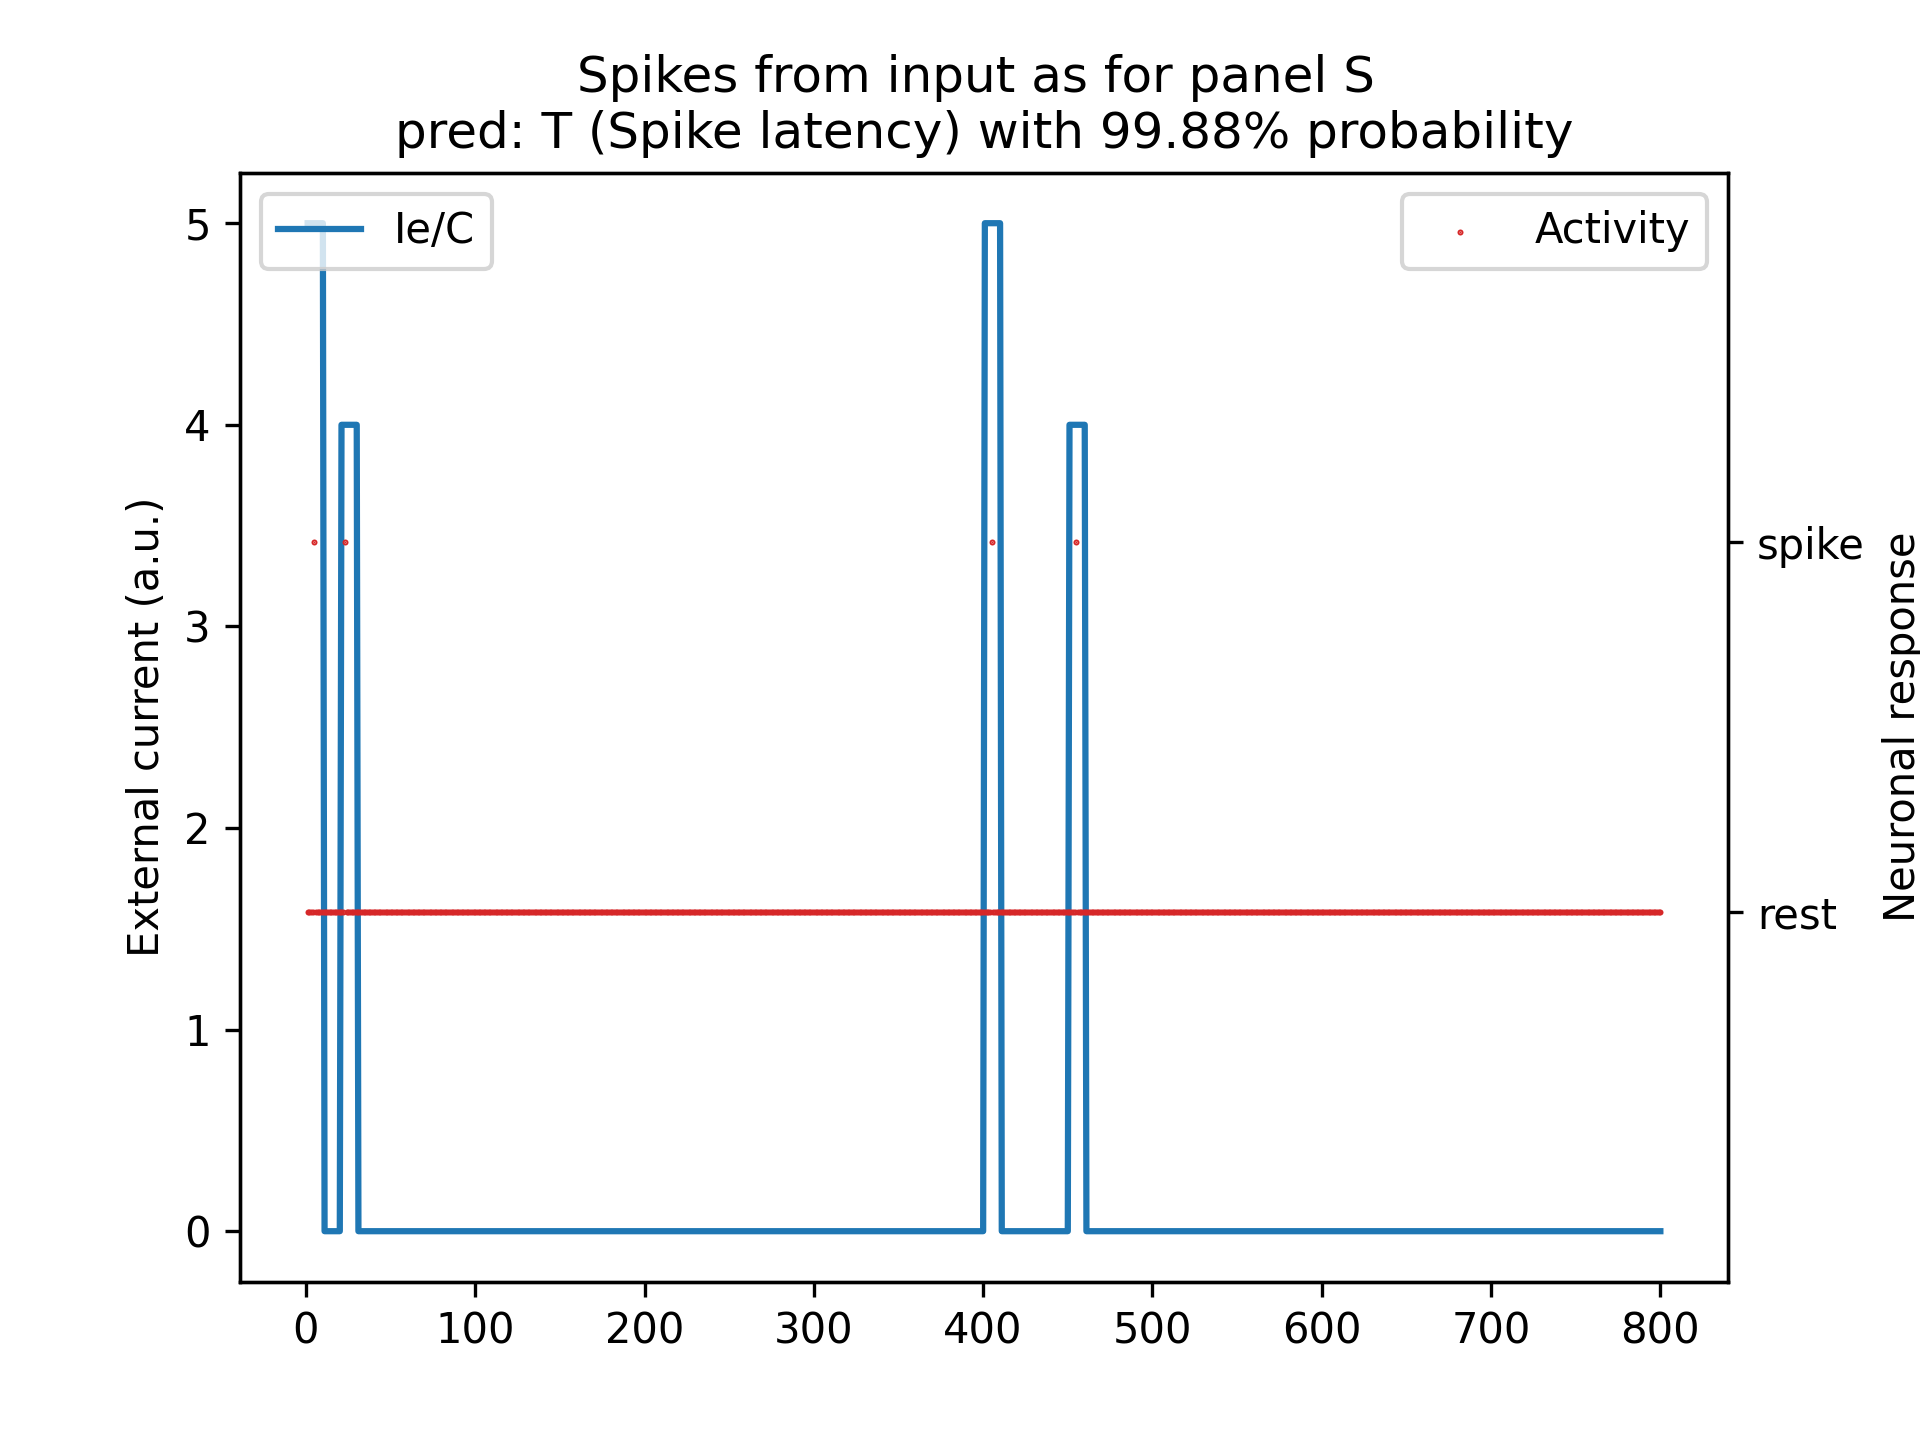 Spikes from input as for panel S
pred: T (Spike latency) with 99.88% probability
Ie/C
Activity
External current (a.u.)
5
4
3
2
1
0
spike
rest
Neuronal response
0 100 200 300 400 500 600 700 800